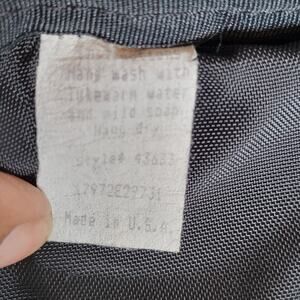 Hand wash with
lukewarm water
and mild soap
Hang dry
Style# 43633
Made in U.S.A.